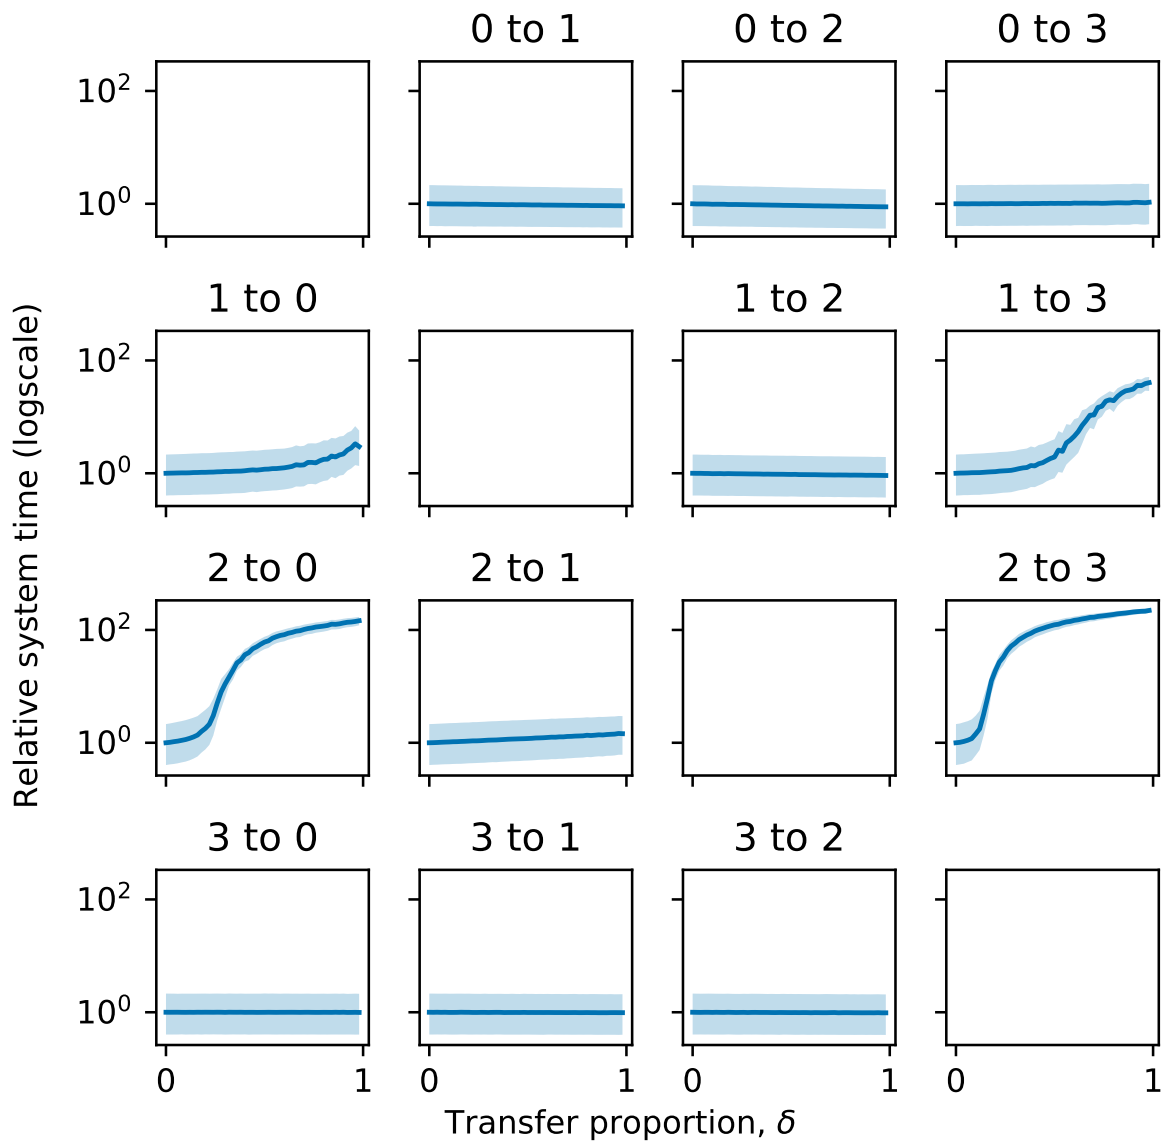 0 to 1 0 to 2 0 to 3
10²
10⁰
1 to 0 1 to 2 1 to 3
10²
10⁰
2 to 0 2 to 1 2 to 3
10²
10⁰
3 to 0 3 to 1 3 to 2
10²
10⁰
0 1 0 1 0 1 0 1
Transfer proportion, δ
Relative system time (logscale)